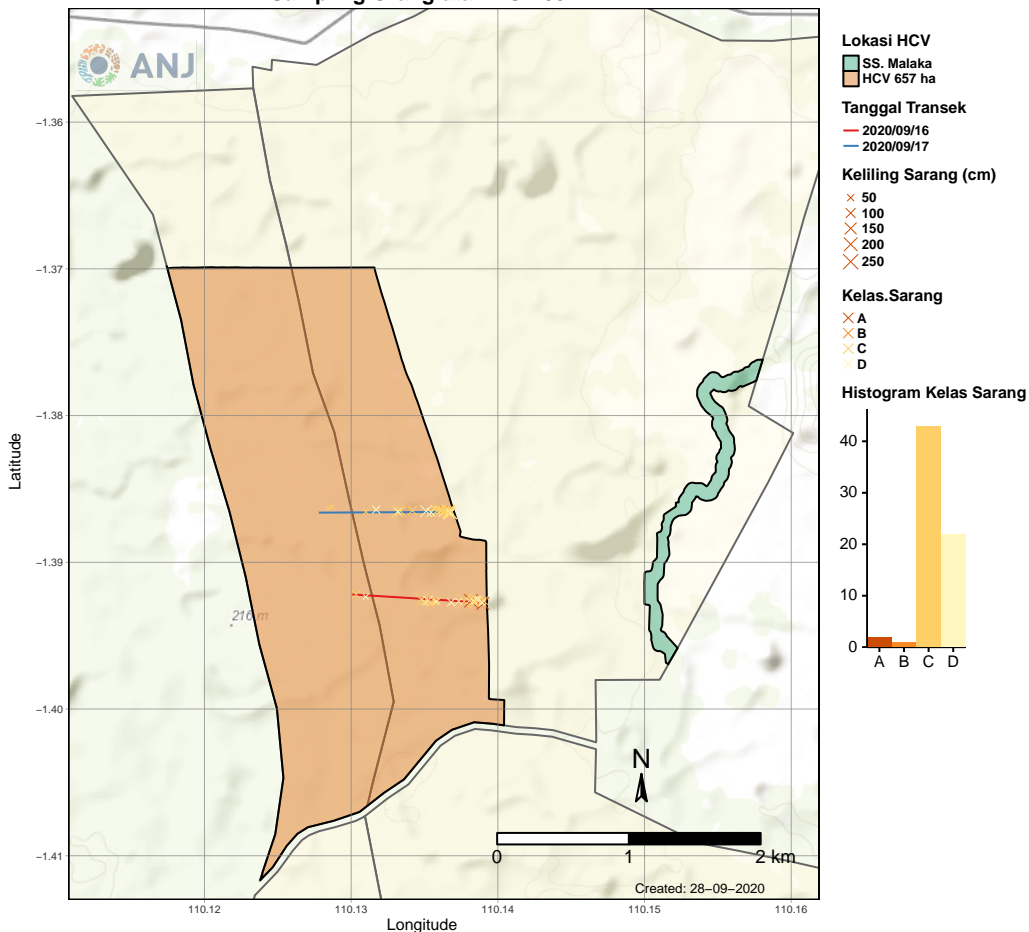 ANJ
Lokasi HCV
SS. Malaka
HCV 657 ha
Tanggal Transek
2020/09/16
2020/09/17
Keliling Sarang (cm)
50
100
150
200
250
Kelas.Sarang
A
B
C
D
Histogram Kelas Sarang
40
30
20
10
0
A B C D
−1.36
−1.37
−1.38
−1.39
−1.40
−1.41
Latitude
216 m
N
0 1 2 km
Created: 28−09−2020
110.12 110.13 110.14 110.15 110.16
Longitude